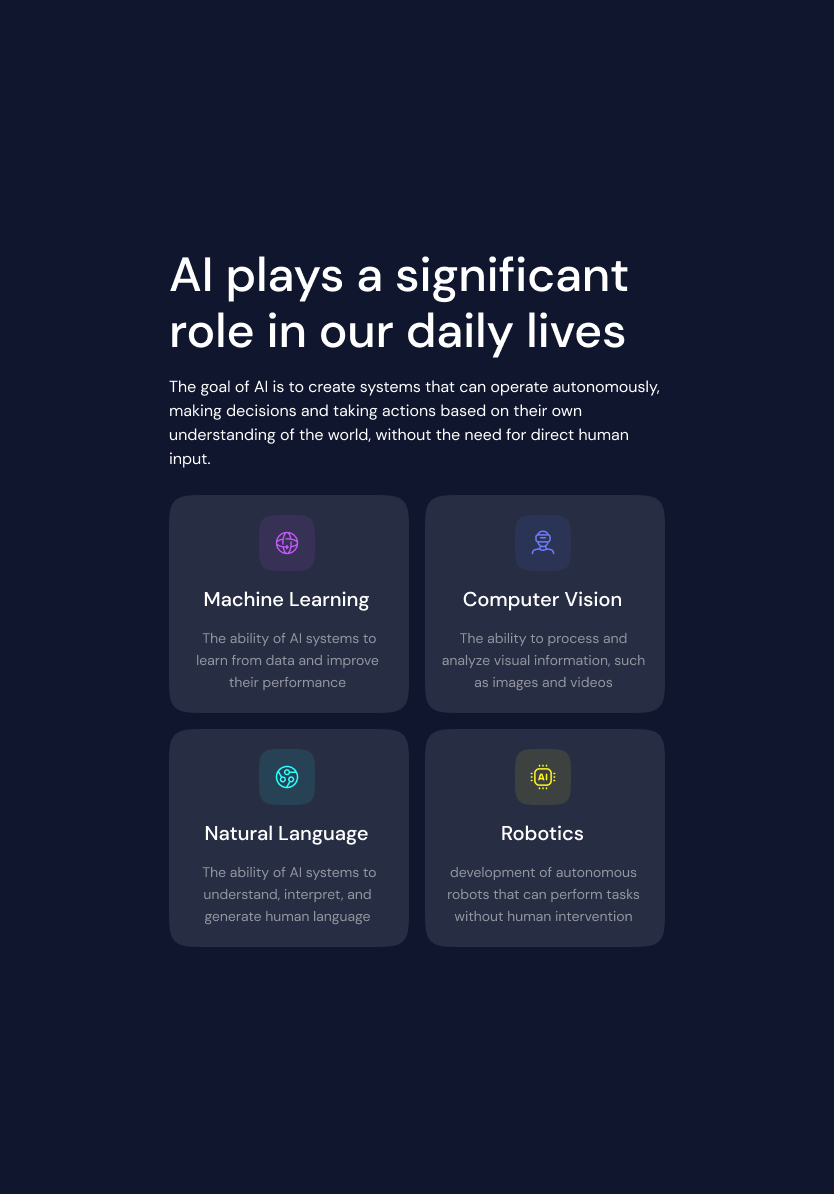 AI plays a significant
role in our daily lives
The goal of AI is to create systems that can operate autonomously,
making decisions and taking actions based on their own
understanding of the world, without the need for direct human
input.
Machine Learning
The ability of AI systems to
learn from data and improve
their performance
Computer Vision
The ability to process and
analyze visual information, such
as images and videos
Natural Language
The ability of AI systems to
understand, interpret, and
generate human language
AI
Robotics
development of autonomous
robots that can perform tasks
without human intervention